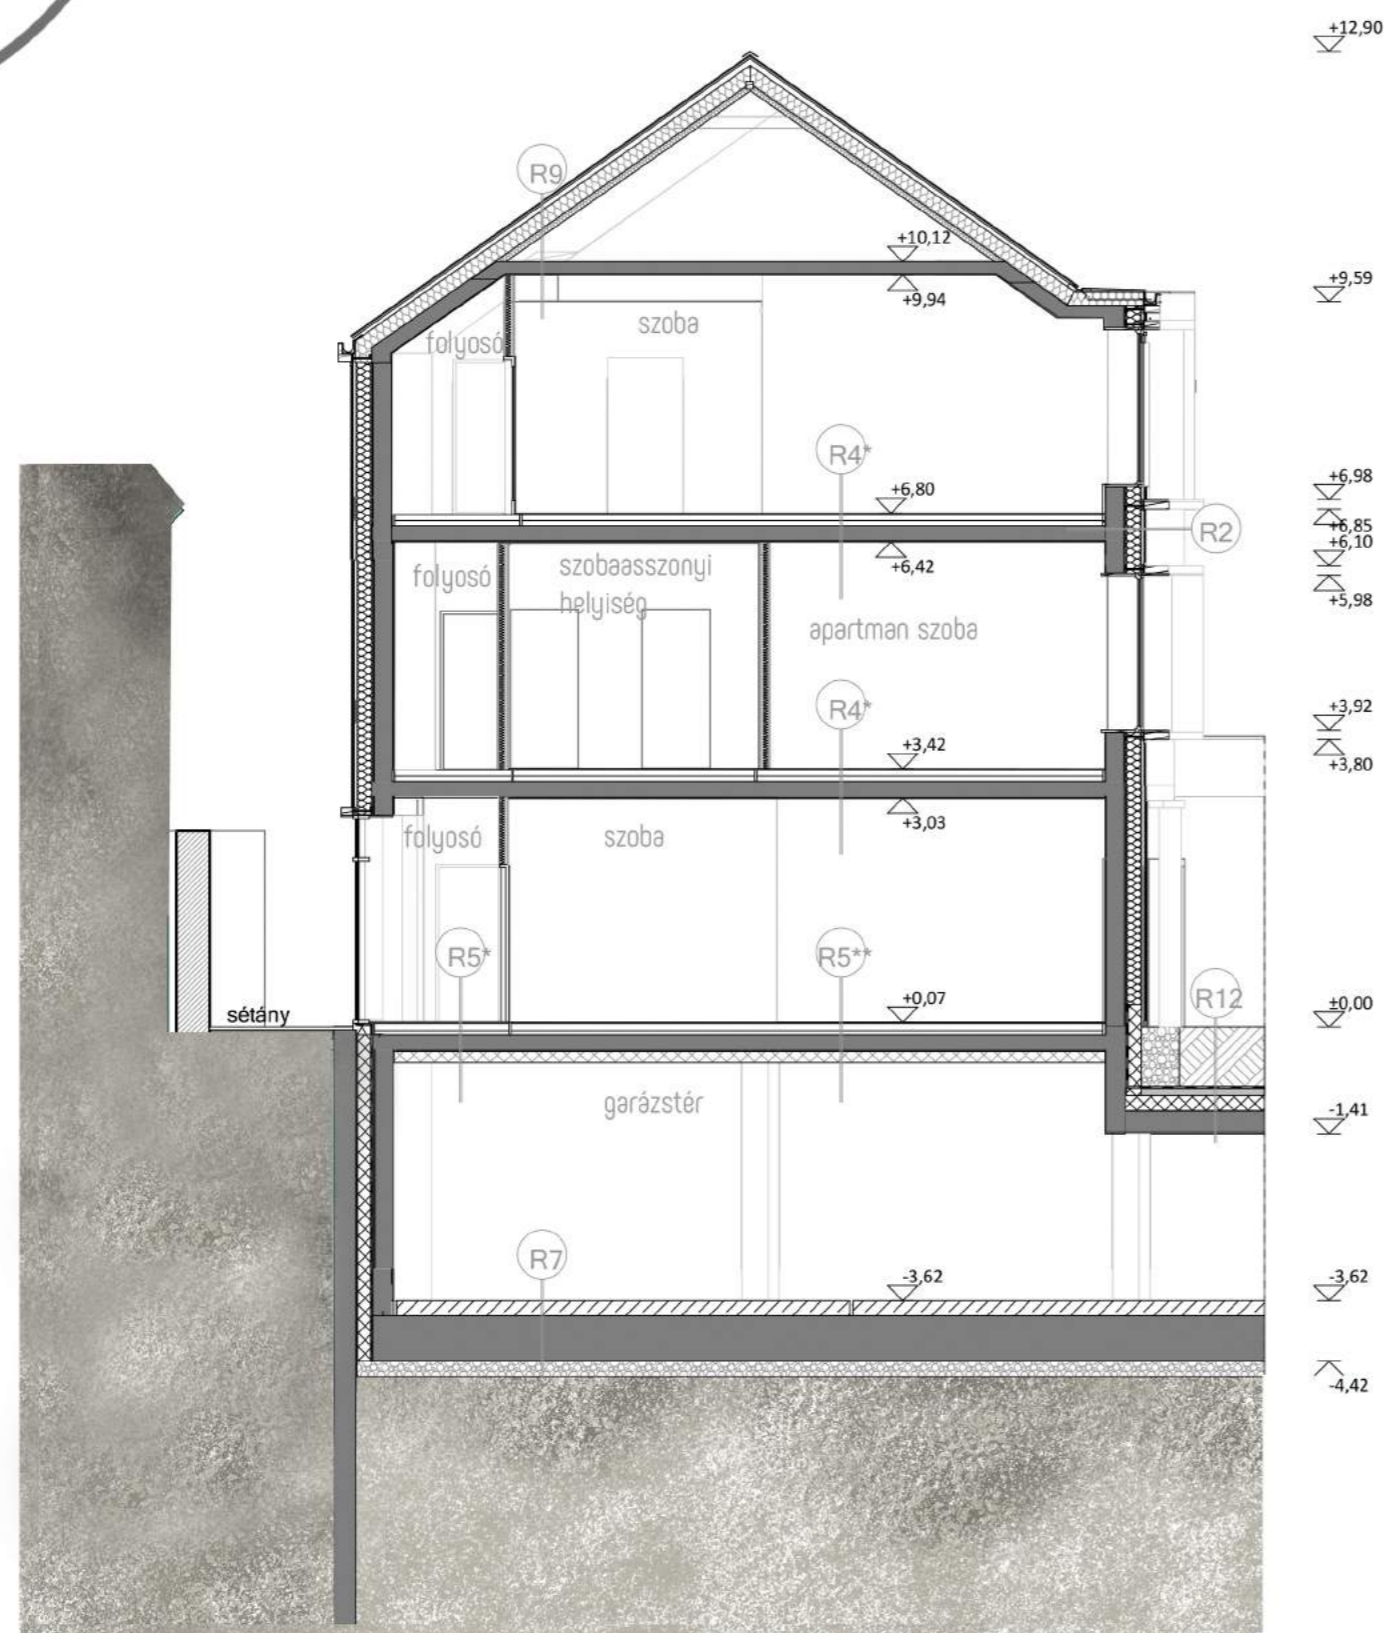 +12,90
R9
+10,12
+9,94
+9,59
szoba
folyosó
R4*
+6,80
+6,98
+6,85
+6,10
+5,98
R2
+6,42
folyosó
szobaasszonyi
helyiség
apartman szoba
R4*
+3,92
+3,80
+3,42
+3,03
folyosó
szoba
R5*
R5**
R12
+0,07
±0,00
sétány
garázstér
-1,41
R7
-3,62
-3,62
-4,42